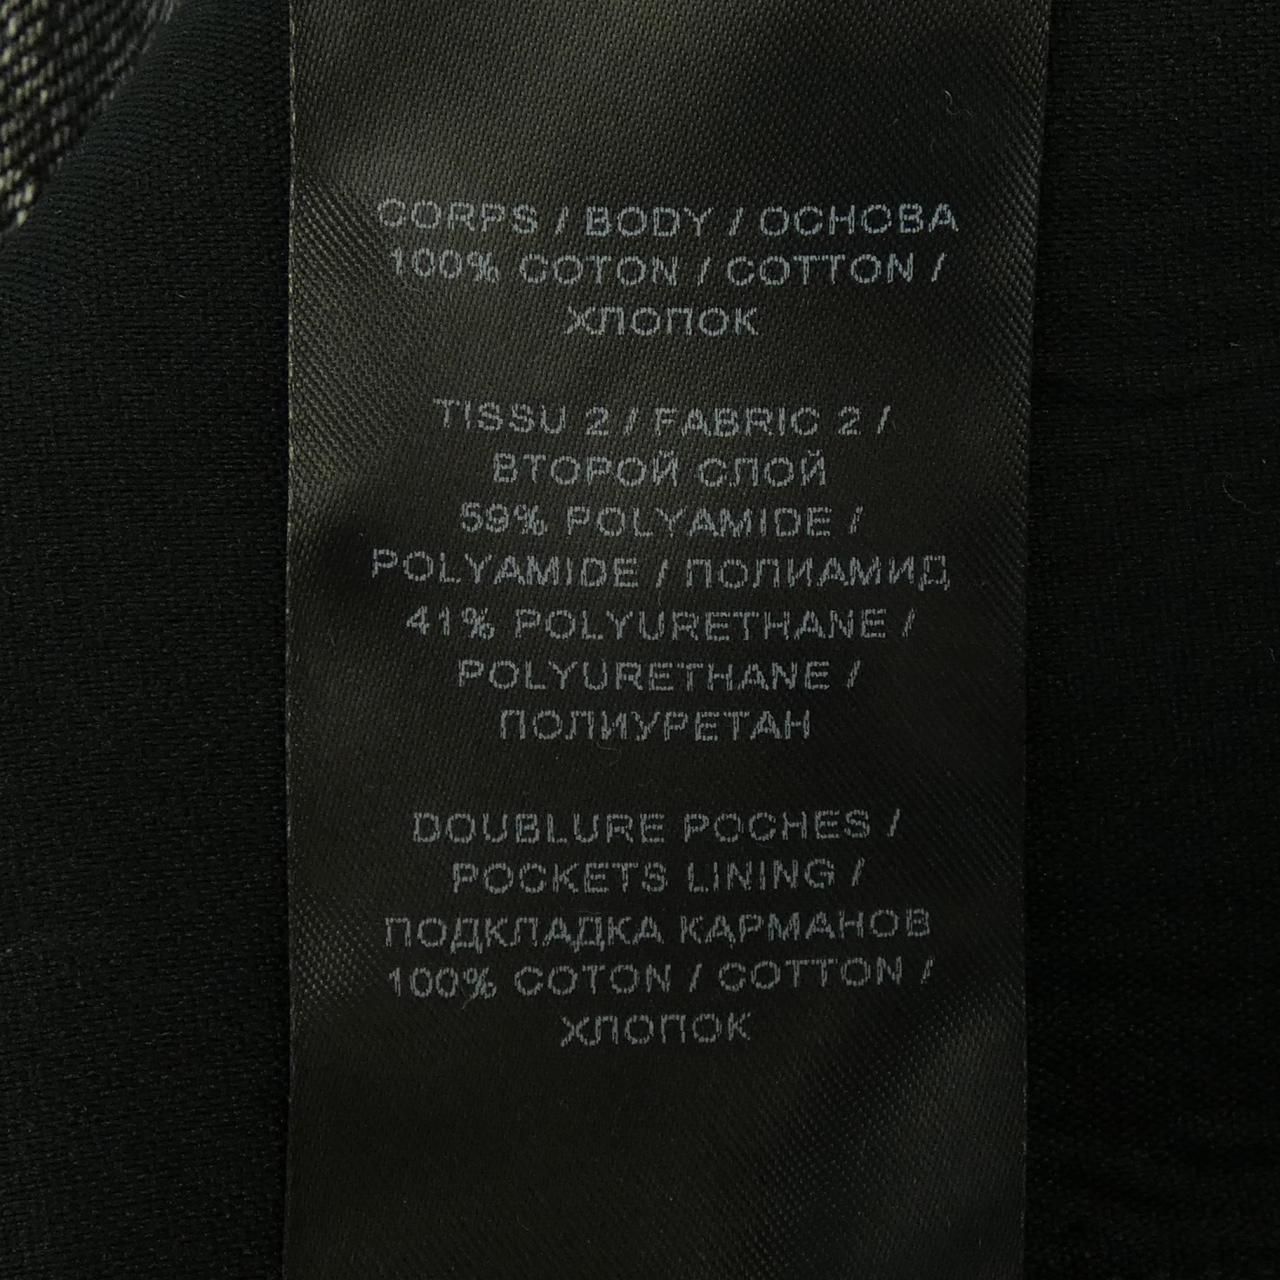 CORPS / BODY / ОСНОВА
100% COTON / COTTON /
ХЛОПОК
TISSU 2 / FABRIC 2 /
ВТОРОЙ СЛОЙ
59% POLYAMIDE /
POLYAMIDE / ПОЛИАМИД
41% POLYURETHANE /
POLYURETHANE /
ПОЛИУРЕТАН
DOUBLURE POCHES /
POCKETS LINING /
ПОДКЛАДКА КАРМАНОВ
100% COTON / COTTON /
ХЛОПОК